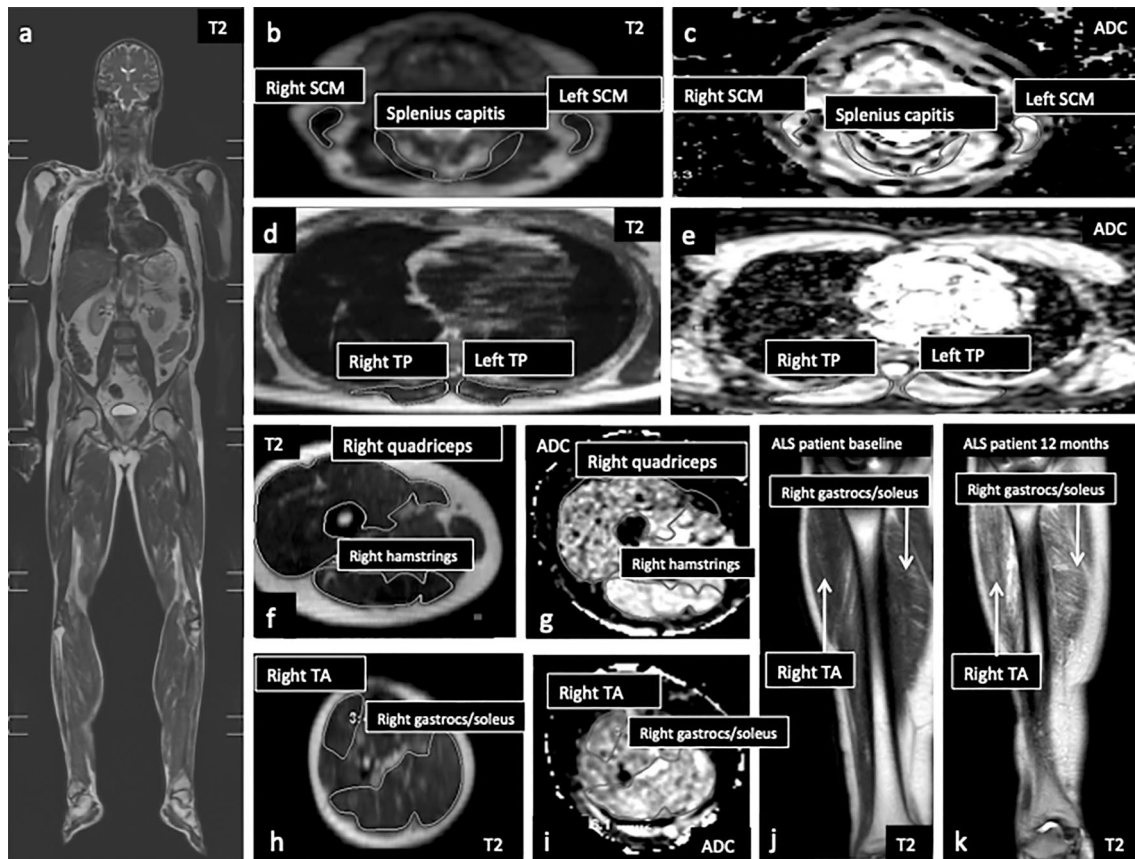 a
T2
b
T2
Right SCM
Splenius capitis
Left SCM
c
ADC
Right SCM
Splenius capitis
Left SCM
d
T2
Right TP
Left TP
e
ADC
Right TP
Left TP
T2
Right quadriceps
Right hamstrings
f
ADC
Right quadriceps
Right hamstrings
g
Right TA
Right gastrocs/soleus
h
T2
Right TA
Right gastrocs/soleus
i
ADC
ALS patient baseline
Right gastrocs/soleus
Right TA
j
T2
ALS patient 12 months
Right gastrocs/soleus
Right TA
k
T2